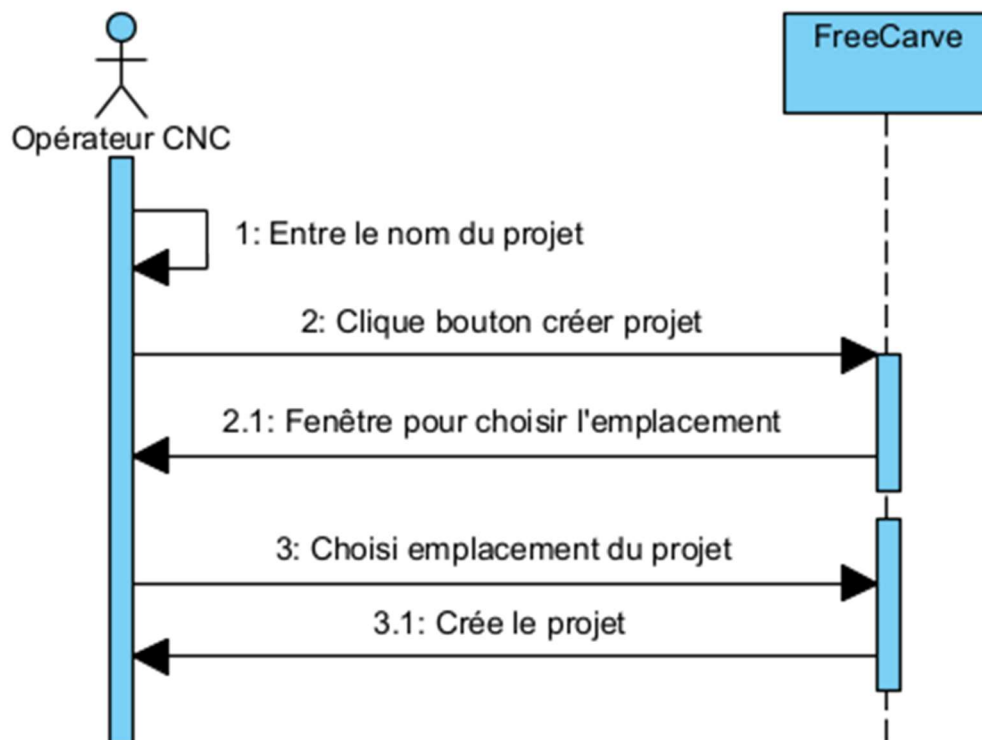 FreeCarve
Opérateur CNC
1: Entre le nom du projet
2: Clique bouton créer projet
2.1: Fenêtre pour choisir l'emplacement
3: Choisi emplacement du projet
3.1: Crée le projet